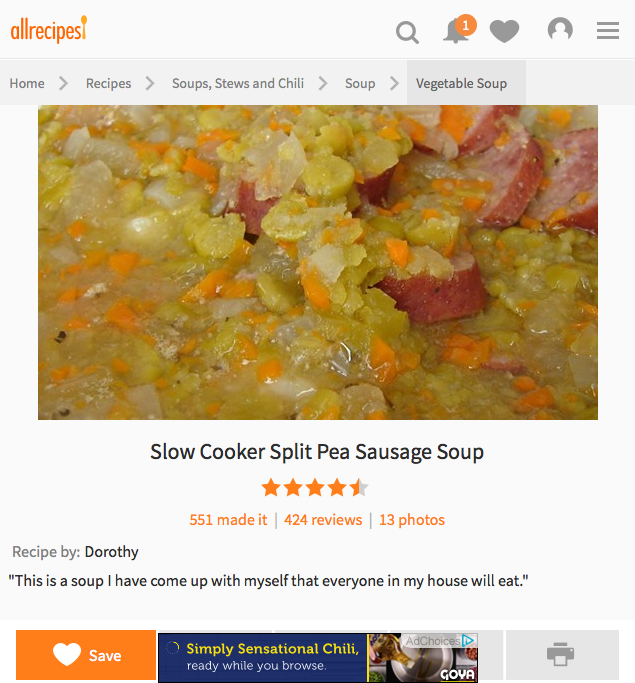 allrecipes
1
Home Recipes Soups, Stews and Chili Soup Vegetable Soup
Slow Cooker Split Pea Sausage Soup
551 made it | 424 reviews | 13 photos
Recipe by: Dorothy
"This is a soup I have come up with myself that everyone in my house will eat."
Save
AdChoices
Simply Sensational Chili,
ready while you browse.
GOYA